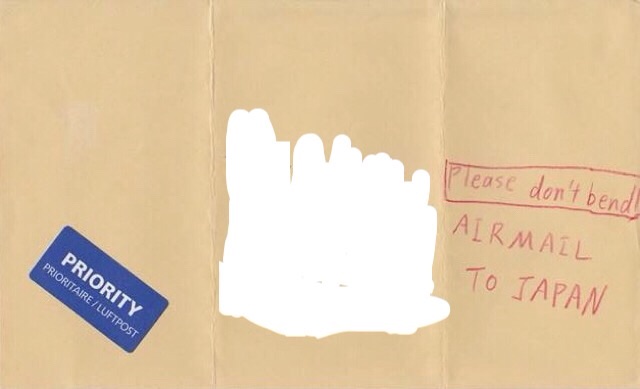 Please don't bend!
AIRMAIL
TO JAPAN
PRIORITY
PRIORITAIRE / LUFTPOST